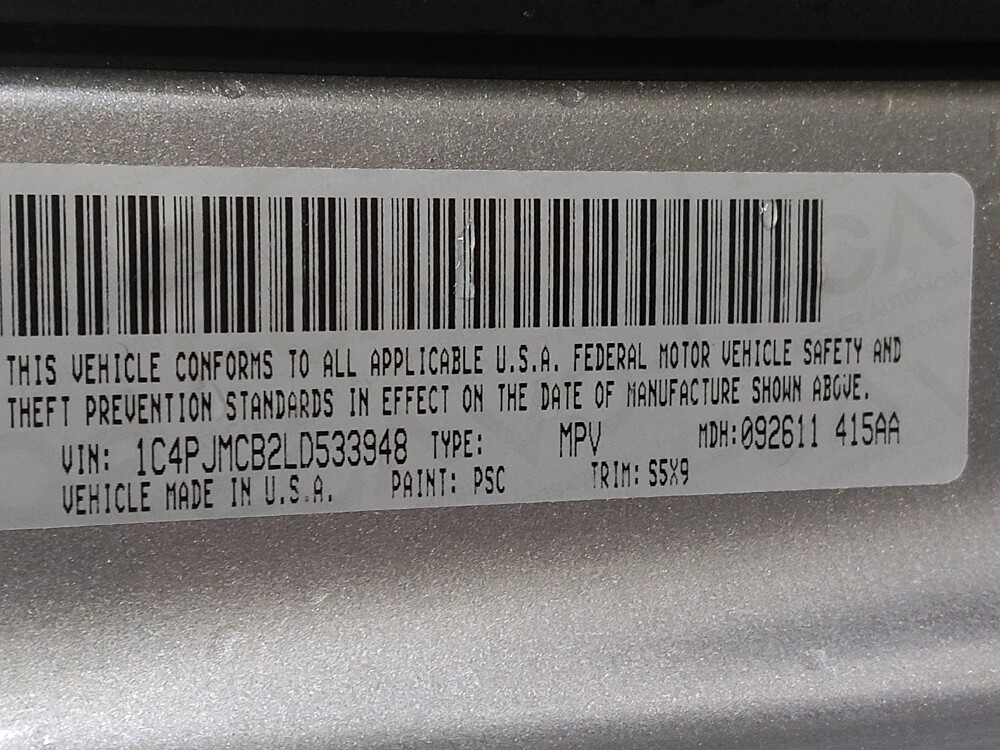 THIS VEHICLE CONFORMS TO ALL APPLICABLE U.S.A. FEDERAL MOTOR VEHICLE SAFETY AND
THEFT PREVENTION STANDARDS IN EFFECT ON THE DATE OF MANUFACTURE SHOWN ABOVE.
VIN: 1C4PJMCB2LD533948 TYPE: MPV MDH:092611 415AA
VEHICLE MADE IN U.S.A. PAINT: PSC TRIM: S5X9